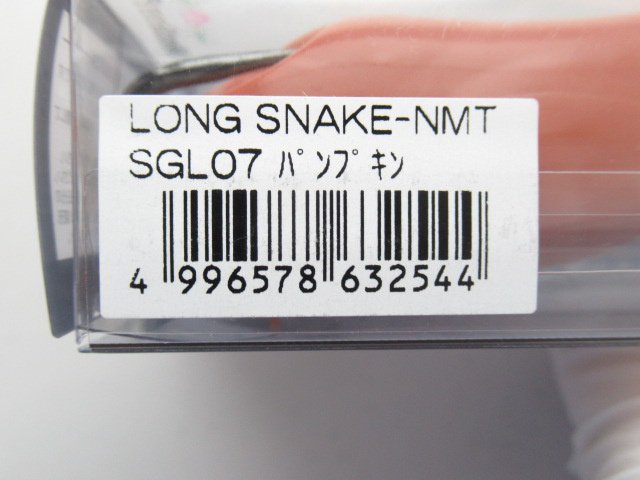 LONG SNAKE-NMT
SGL07 ﾊﾟﾝﾌﾟｷﾝ
4 996578 632544